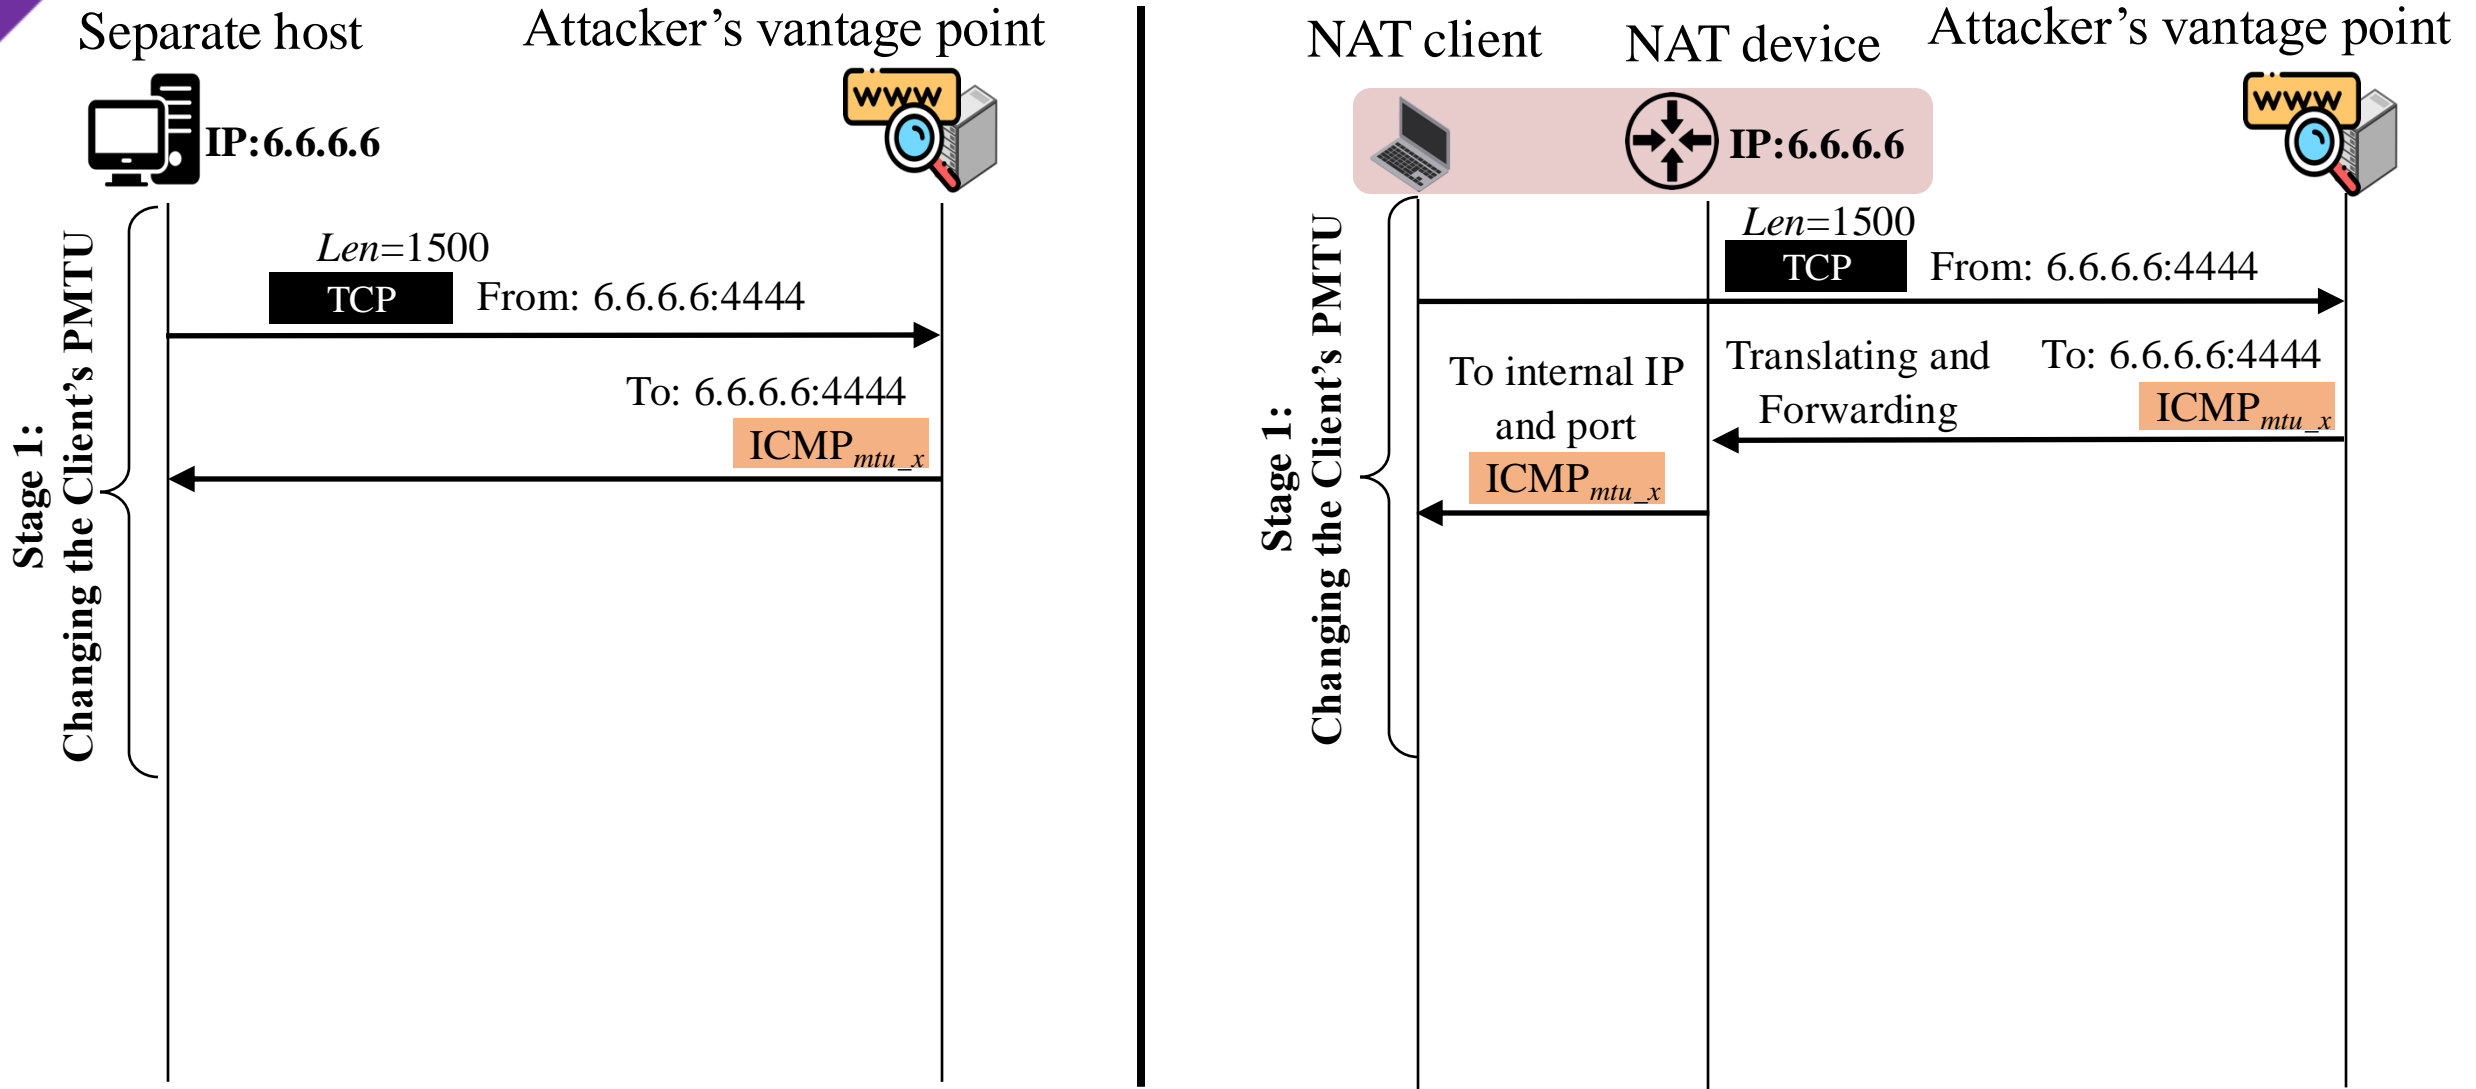 Separate host
Attacker's vantage point
www
IP:6.6.6.6
Len=1500
TCP
From: 6.6.6.6:4444
To: 6.6.6.6:4444
ICMPmtu_x
Stage 1:
Changing the Client's PMTU
NAT client
NAT device
Attacker's vantage point
www
IP:6.6.6.6
Len=1500
TCP
From: 6.6.6.6:4444
Translating and
Forwarding
To: 6.6.6.6:4444
ICMPmtu_x
To internal IP
and port
ICMPmtu_x
Stage 1:
Changing the Client's PMTU